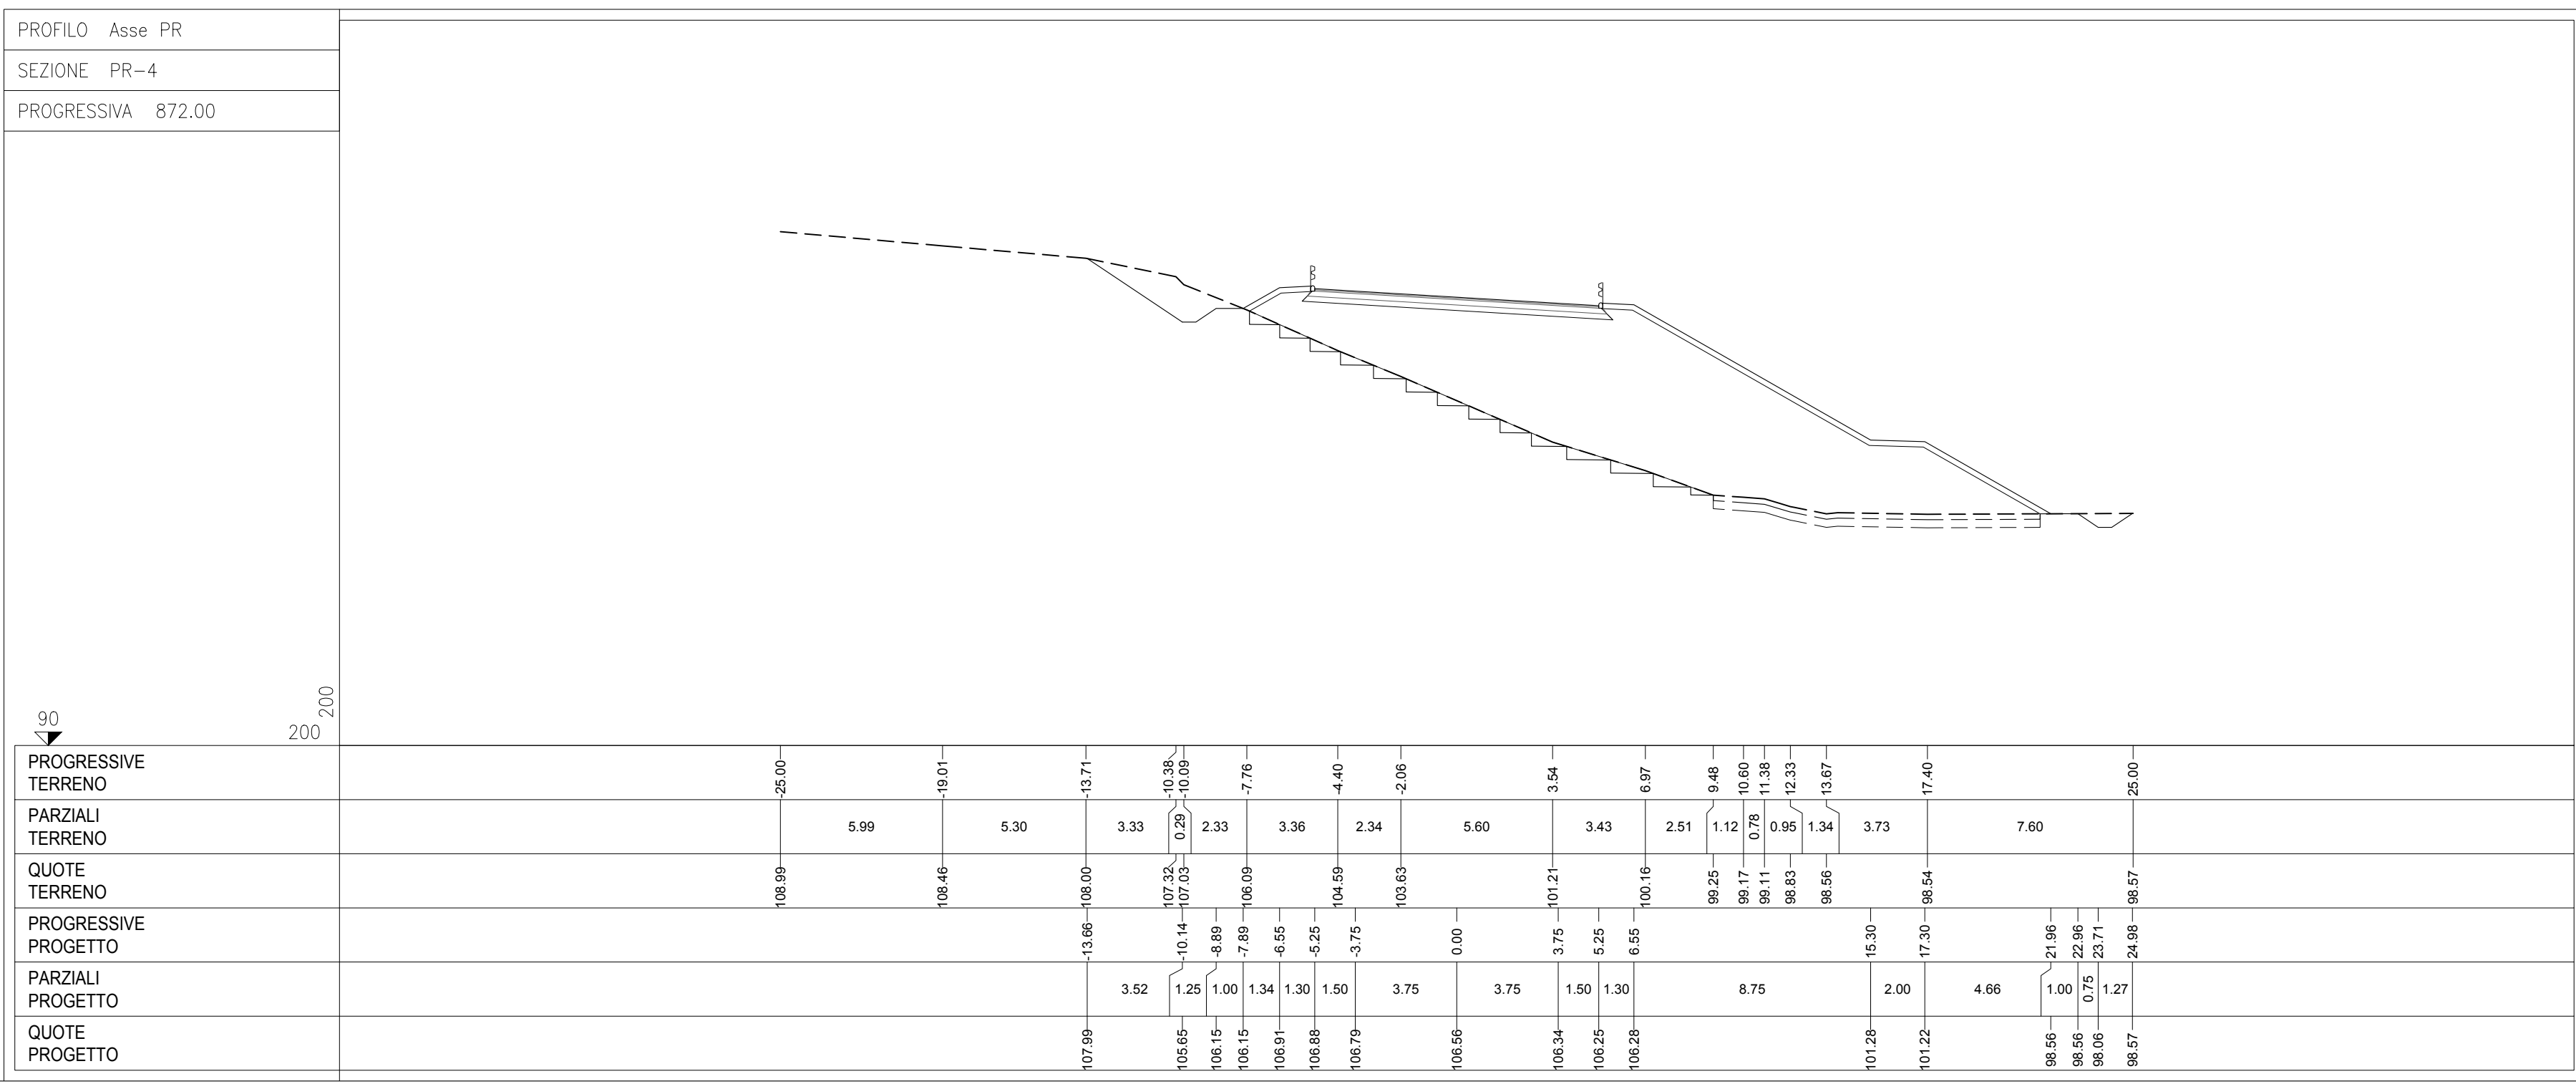 PROFILO Asse PR
SEZIONE PR-4
PROGRESSIVA 872.00
90
200
200
PROGRESSIVE
TERRENO
-25.00 -19.01 -13.71 -10.38 -10.09 -7.76 -4.40 -2.06 3.54 6.97 9.48 10.60 11.38 12.33 13.67 17.40 25.00
PARZIALI
TERRENO
5.99 5.30 3.33 0.29 2.33 3.36 2.34 5.60 3.43 2.51 1.12 0.78 0.95 1.34 3.73 7.60
QUOTE
TERRENO
108.99 108.46 108.00 107.32 107.03 106.09 104.59 103.63 101.21 100.16 99.25 99.17 99.11 98.83 98.56 98.54 98.57
PROGRESSIVE
PROGETTO
-13.66 -10.14 -8.89 -7.89 -6.55 -5.25 -3.75 0.00 3.75 5.25 6.55 15.30 17.30 21.96 22.96 23.71 24.98
PARZIALI
PROGETTO
3.52 1.25 1.00 1.34 1.30 1.50 3.75 3.75 1.50 1.30 8.75 2.00 4.66 1.00 0.75 1.27
QUOTE
PROGETTO
107.99 105.65 106.15 106.15 106.91 106.88 106.79 106.56 106.34 106.25 106.28 101.28 101.22 98.56 98.56 98.06 98.57